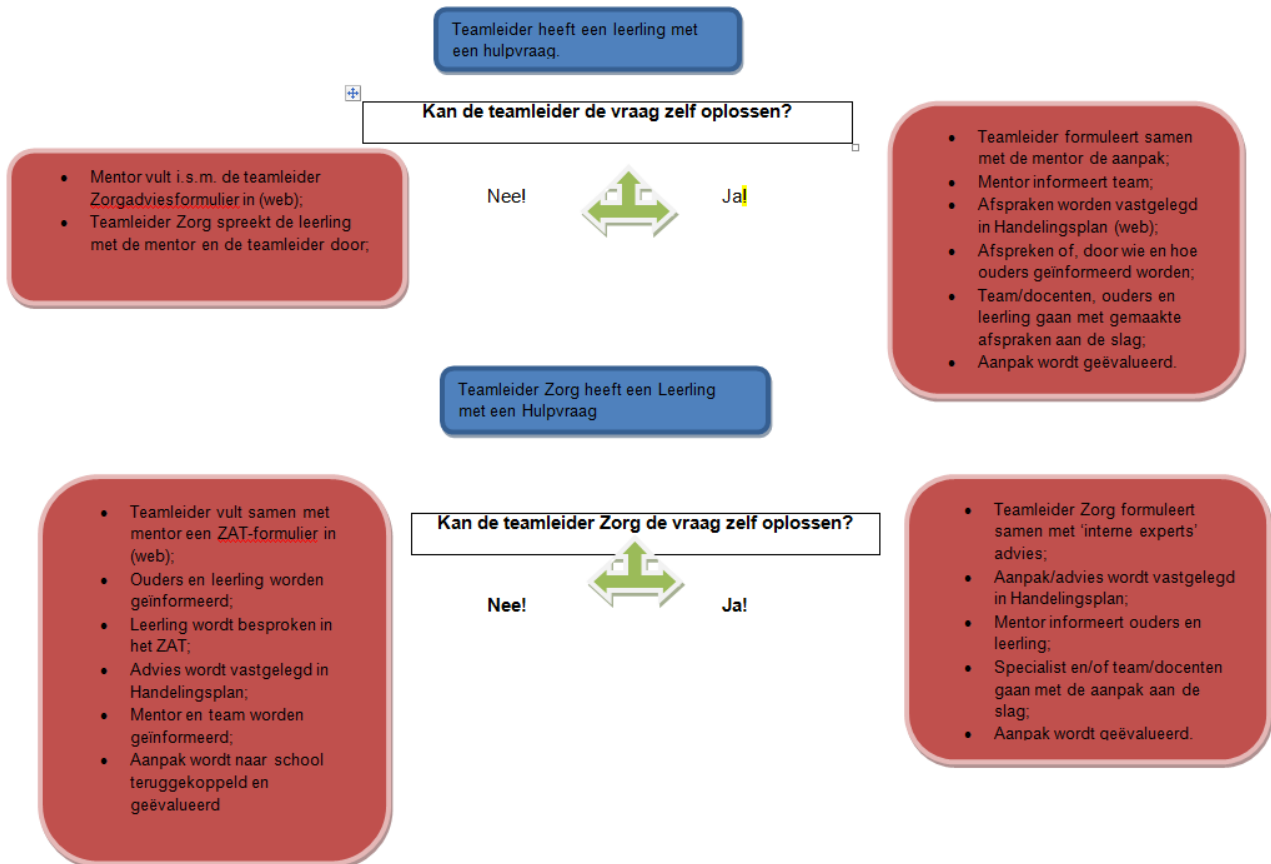 Teamleider heeft een leerling met
een hulpvraag.
Kan de teamleider de vraag zelf oplossen?
Nee!
Ja!
• Mentor vult i.s.m. de teamleider
Zorgadviesformulier in (web);
• Teamleider Zorg spreekt de leerling
met de mentor en de teamleider door;
• Teamleider formuleert samen
met de mentor de aanpak;
• Mentor informeert team;
• Afspraken worden vastgelegd
in Handelingsplan (web);
• Afspreken of, door wie en hoe
ouders geïnformeerd worden;
• Team/docenten, ouders en
leerling gaan met gemaakte
afspraken aan de slag;
• Aanpak wordt geëvalueerd.
Teamleider Zorg heeft een Leerling
met een Hulpvraag
Kan de teamleider Zorg de vraag zelf oplossen?
Nee!
Ja!
• Teamleider vult samen met
mentor een ZAT-formulier in
(web);
• Ouders en leerling worden
geïnformeerd;
• Leerling wordt besproken in
het ZAT;
• Advies wordt vastgelegd in
Handelingsplan;
• Mentor en team worden
geïnformeerd;
• Aanpak wordt naar school
teruggekoppeld en
geëvalueerd
• Teamleider Zorg formuleert
samen met ‘interne experts’
advies;
• Aanpak/advies wordt vastgelegd
in Handelingsplan;
• Mentor informeert ouders en
leerling;
• Specialist en/of team/docenten
gaan met de aanpak aan de
slag;
• Aanpak wordt geëvalueerd.